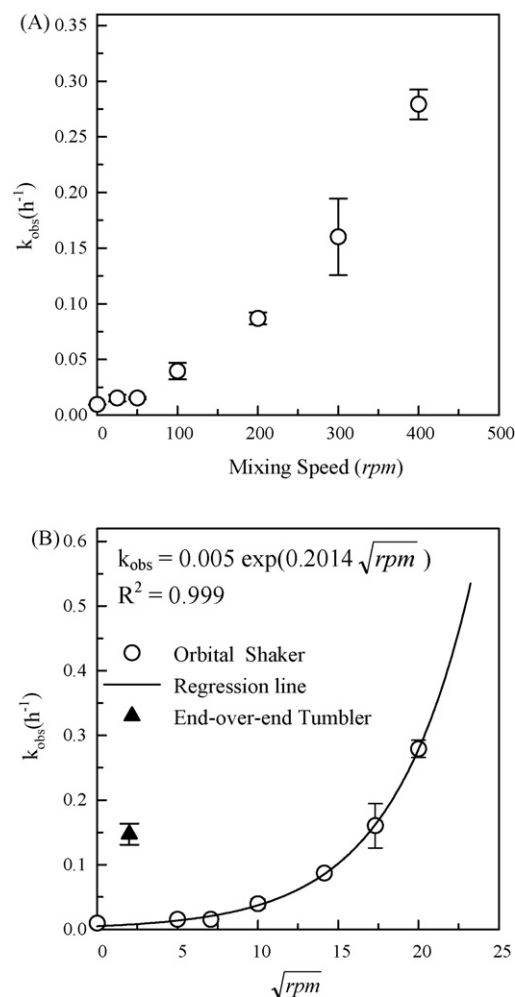 (A)
0.35
0.30
0.25
0.20
0.15
0.10
0.05
0.00
k_obs(h⁻¹)
0 100 200 300 400 500
Mixing Speed (rpm)
(B)
0.6
0.5
0.4
0.3
0.2
0.1
0.0
k_obs(h⁻¹)
k_obs = 0.005 exp(0.2014 √rpm )
R² = 0.999
Orbital Shaker
Regression line
End-over-end Tumbler
0 5 10 15 20 25
√rpm